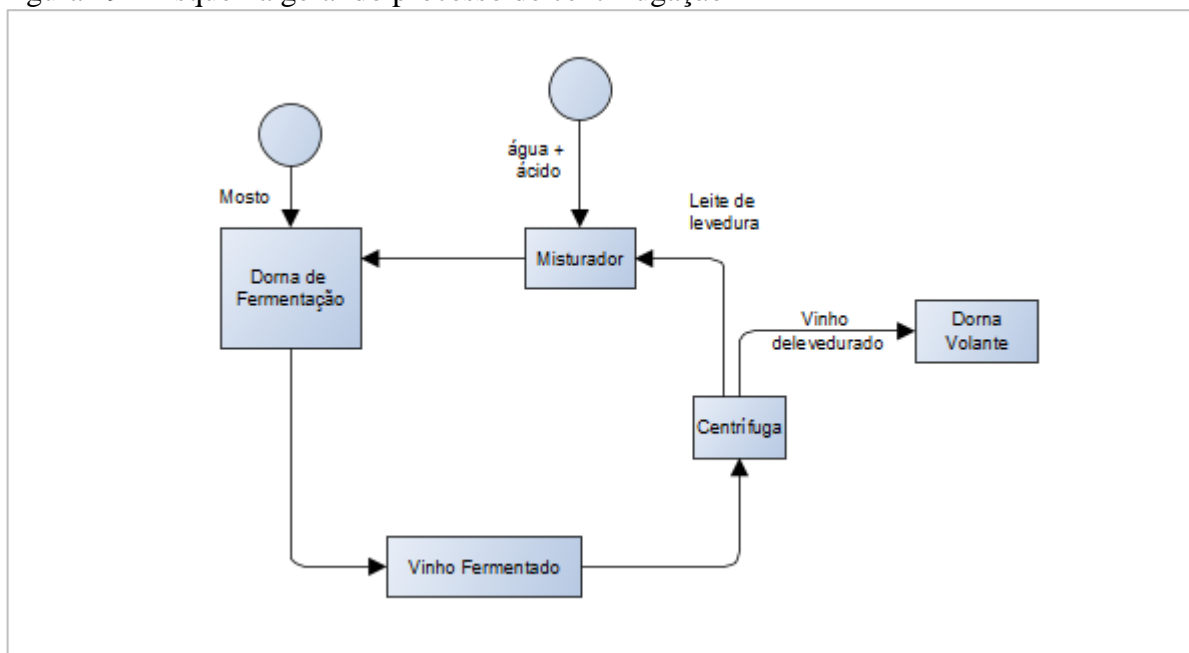 água +
ácido
Mosto
Leite de
levedura
Misturador
Dorna de
Fermentação
Vinho
delevedurado
Dorna
Volante
Centrífuga
Vinho Fermentado